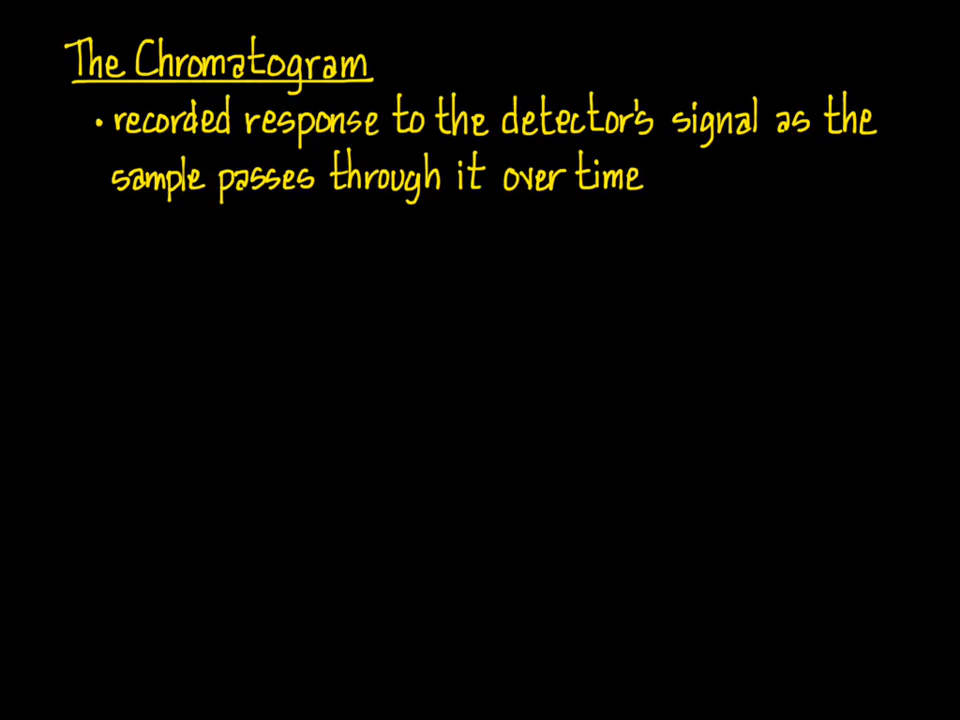 The Chromatogram
• recorded response to the detector's signal as the
sample passes through it over time